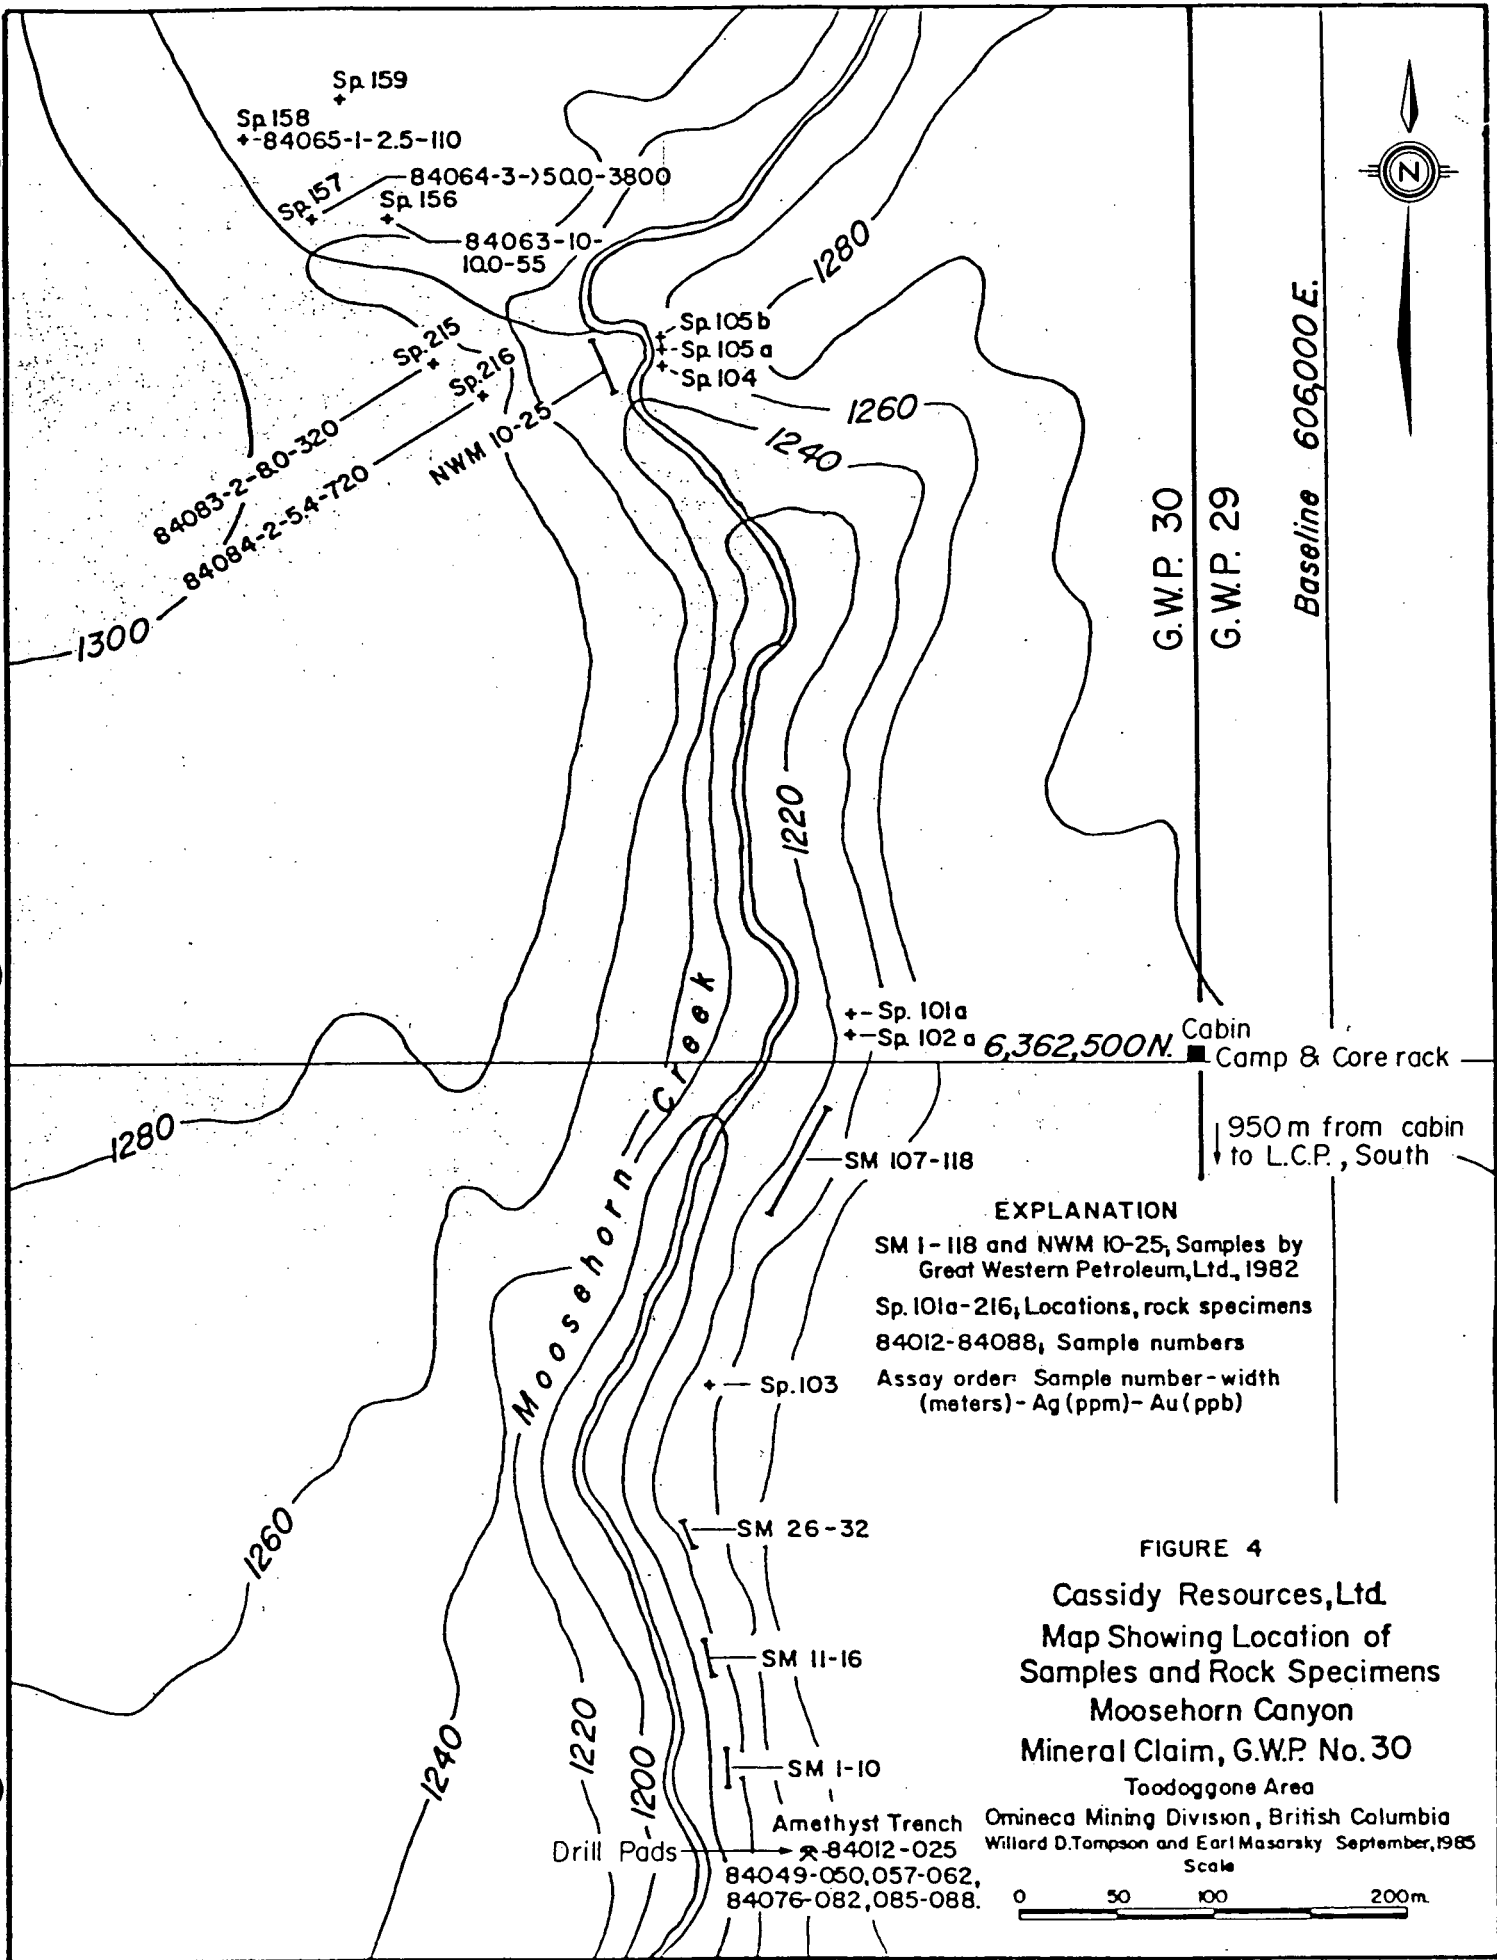 Sp. 159
Sp. 158
84065-1-2.5-110
Sp. 157
84064-3->50.0-3800
Sp. 156
84063-10-
10.0-55
N
1280
Sp. 105 b
Sp. 105 a
Sp. 104
Sp. 215
Sp. 216
NWM 10-25
84083-2-8.0-320
84084-2-5.4-720
1260
1240
G.W.P. 30
G.W.P. 29
Baseline 606,000 E.
1300
1220
Sp. 101a
Sp. 102 a
6,362,500 N.
Cabin
Camp & Core rack
950 m from cabin
to L.C.P., South
1280
Moosehorn Creek
SM 107-118
EXPLANATION
SM 1-118 and NWM 10-25; Samples by
Great Western Petroleum, Ltd., 1982
Sp. 101a-216; Locations, rock specimens
84012-84088; Sample numbers
Assay order: Sample number-width
(meters)-Ag (ppm)-Au (ppb)
Sp. 103
SM 26-32
1260
SM 11-16
FIGURE 4
Cassidy Resources, Ltd.
Map Showing Location of
Samples and Rock Specimens
Moosehorn Canyon
Mineral Claim, G.W.P. No. 30
Toodoggone Area
Omineca Mining Division, British Columbia
Willard D. Tompson and Earl Masarsky September, 1985
Scale
0 50 100 200 m.
1240
1220
1200
SM 1-10
Amethyst Trench
Drill Pads
84012-025
84049-050, 057-062,
84076-082, 085-088.